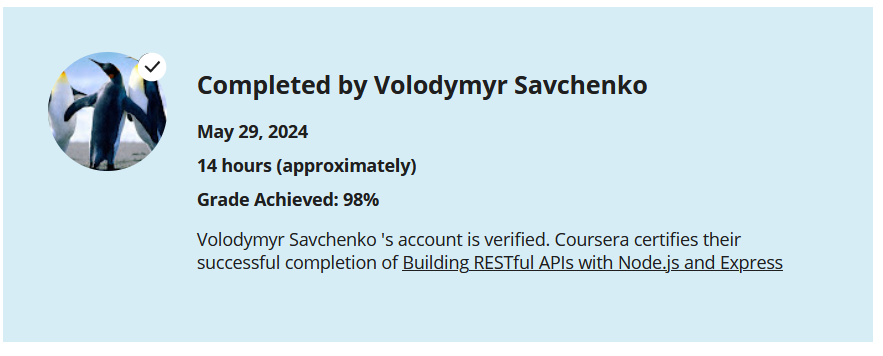 Completed by Volodymyr Savchenko
May 29, 2024
14 hours (approximately)
Grade Achieved: 98%
Volodymyr Savchenko 's account is verified. Coursera certifies their
successful completion of Building RESTful APIs with Node.js and Express